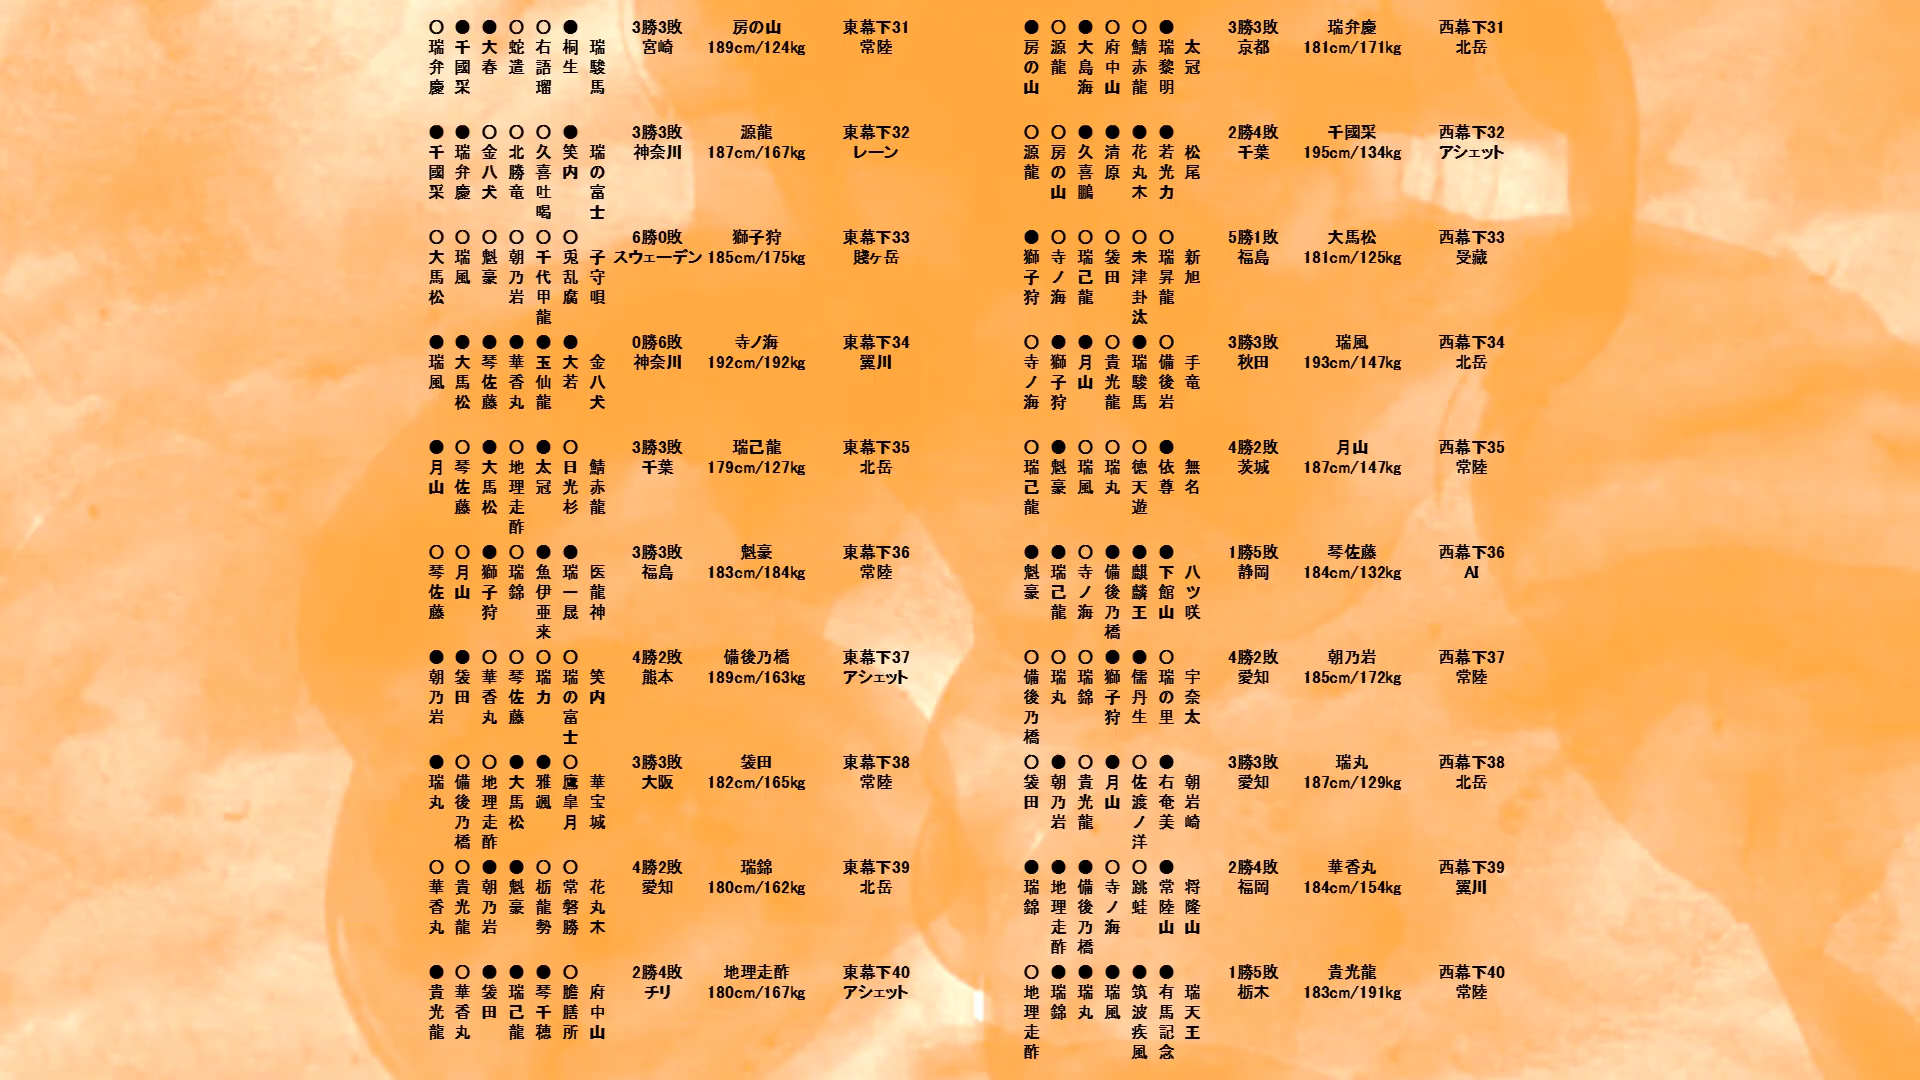 ○●●○○● 3勝3敗 房の山 東幕下31
瑞弁慶 千國采 大春 蛇遣 右語瑠 桐生 瑞駿馬 宮崎 189cm/124kg 常陸
●○●○○● 3勝3敗 瑞弁慶 西幕下31
房の山 源龍 大島海 府中山 鯖赤龍 瑞黎明 太冠 京都 181cm/171kg 北岳
●●○○○● 3勝3敗 源龍 東幕下32
千國采 瑞弁慶 金八犬 北勝竜 久喜吐喝 笑内 瑞の富士 神奈川 187cm/167kg レーン
○○●●●● 2勝4敗 千國采 西幕下32
源龍 房の山 久喜鵬 清原 花丸木 若光力 松尾 千葉 195cm/134kg アシェット
○○○○○○ 6勝0敗 獅子狩 東幕下33
大馬松 瑞風 魁豪 朝乃岩 千代甲龍 兎乱腐 子守唄 スウェーデン 185cm/175kg 賤ヶ岳
●○○○○○ 5勝1敗 大馬松 西幕下33
獅子狩 寺ノ海 瑞己龍 袋田 未津卦汰 瑞昇龍 新旭 福島 181cm/125kg 受蔵
●●●●●● 0勝6敗 寺ノ海 東幕下34
瑞風 大馬松 琴佐藤 華香丸 玉仙龍 大若 金八犬 神奈川 192cm/192kg 翼川
○●●○●○ 3勝3敗 瑞風 西幕下34
寺ノ海 獅子狩 月山 貴光龍 瑞駿馬 備後岩 手竜 秋田 193cm/147kg 北岳
●○●○●○ 3勝3敗 瑞己龍 東幕下35
月山 琴佐藤 大馬松 地理走酢 太冠 日光杉 鯖赤龍 千葉 179cm/127kg 北岳
○●○○○● 4勝2敗 月山 西幕下35
瑞己龍 魁豪 瑞風 瑞丸 徳天遊 依尊 無名 茨城 187cm/147kg 常陸
○○●○●● 3勝3敗 魁豪 東幕下36
琴佐藤 月山 獅子狩 瑞錦 魚伊亜来 瑞一晟 医龍神 福島 183cm/184kg 常陸
●●○●●● 1勝5敗 琴佐藤 西幕下36
魁豪 瑞己龍 寺ノ海 備後乃橋 麒麟王 下館山 八ツ咲 静岡 184cm/132kg AI
●●○○○○ 4勝2敗 備後乃橋 東幕下37
朝乃岩 袋田 華香丸 琴佐藤 瑞力 瑞の富士 笑内 熊本 189cm/163kg アシェット
○○○●●○ 4勝2敗 朝乃岩 西幕下37
備後乃橋 瑞丸 瑞錦 獅子狩 儒丹生 瑞の里 宇奈太 愛知 185cm/172kg 常陸
●○○●●○ 3勝3敗 袋田 東幕下38
瑞丸 備後乃橋 地理走酢 大馬松 雅颯 鷹皐月 華宝城 大阪 182cm/165kg 常陸
○●○●○● 3勝3敗 瑞丸 西幕下38
袋田 朝乃岩 貴光龍 月山 佐渡ノ洋 右奄美 朝岩崎 愛知 187cm/129kg 北岳
○○●●○○ 4勝2敗 瑞錦 東幕下39
華香丸 貴光龍 朝乃岩 魁豪 栃龍勢 常磐勝 花丸木 愛知 180cm/162kg 北岳
●●●○○● 2勝4敗 華香丸 西幕下39
瑞錦 地理走酢 備後乃橋 寺ノ海 跳蛙 常陸山 将隆山 福岡 184cm/154kg 翼川
●○●●●○ 2勝4敗 地理走酢 東幕下40
貴光龍 華香丸 袋田 瑞己龍 琴千穂 膽膳所 府中山 チリ 180cm/167kg アシェット
○●●●●● 1勝5敗 貴光龍 西幕下40
地理走酢 瑞錦 瑞丸 瑞風 筑波疾風 有馬記念 瑞天王 栃木 183cm/191kg 常陸